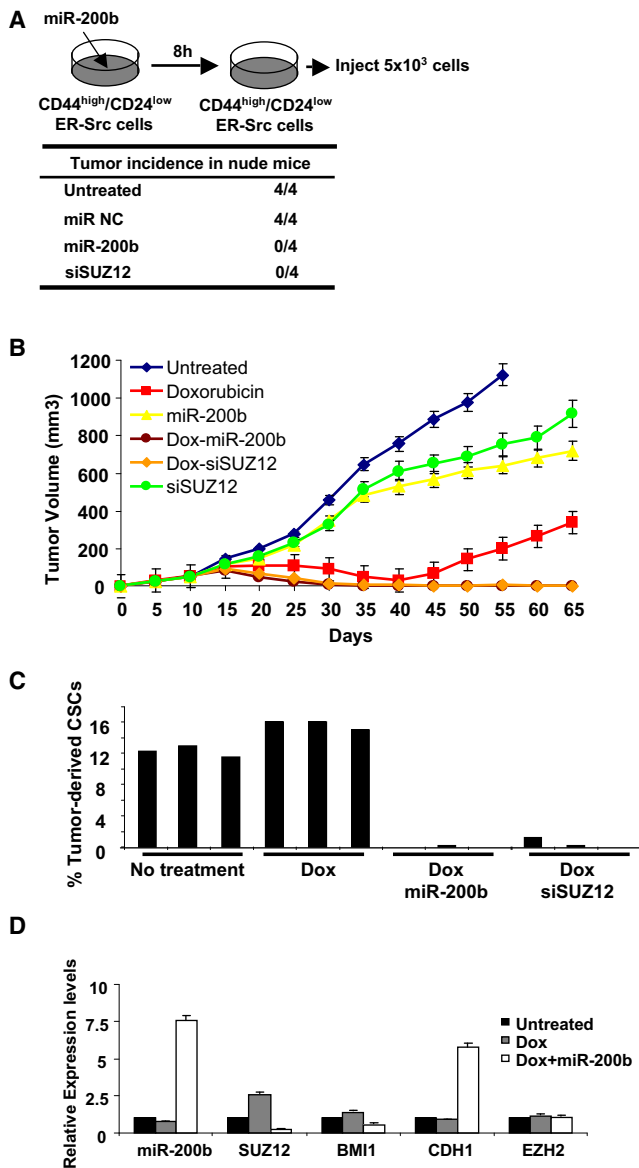 A
miR-200b
8h
Inject 5x10³ cells
CD44high/CD24low
ER-Src cells
CD44high/CD24low
ER-Src cells
Tumor incidence in nude mice
Untreated 4/4
miR NC 4/4
miR-200b 0/4
siSUZ12 0/4
B
Tumor Volume (mm3)
1200
1000
800
600
400
200
0
Untreated
Doxorubicin
miR-200b
Dox-miR-200b
Dox-siSUZ12
siSUZ12
0 5 10 15 20 25 30 35 40 45 50 55 60 65
Days
C
% Tumor-derived CSCs
16
12
8
4
0
No treatment Dox Dox miR-200b Dox siSUZ12
D
Relative Expression levels
10
7.5
5
2.5
0
Untreated
Dox
Dox+miR-200b
miR-200b SUZ12 BMI1 CDH1 EZH2